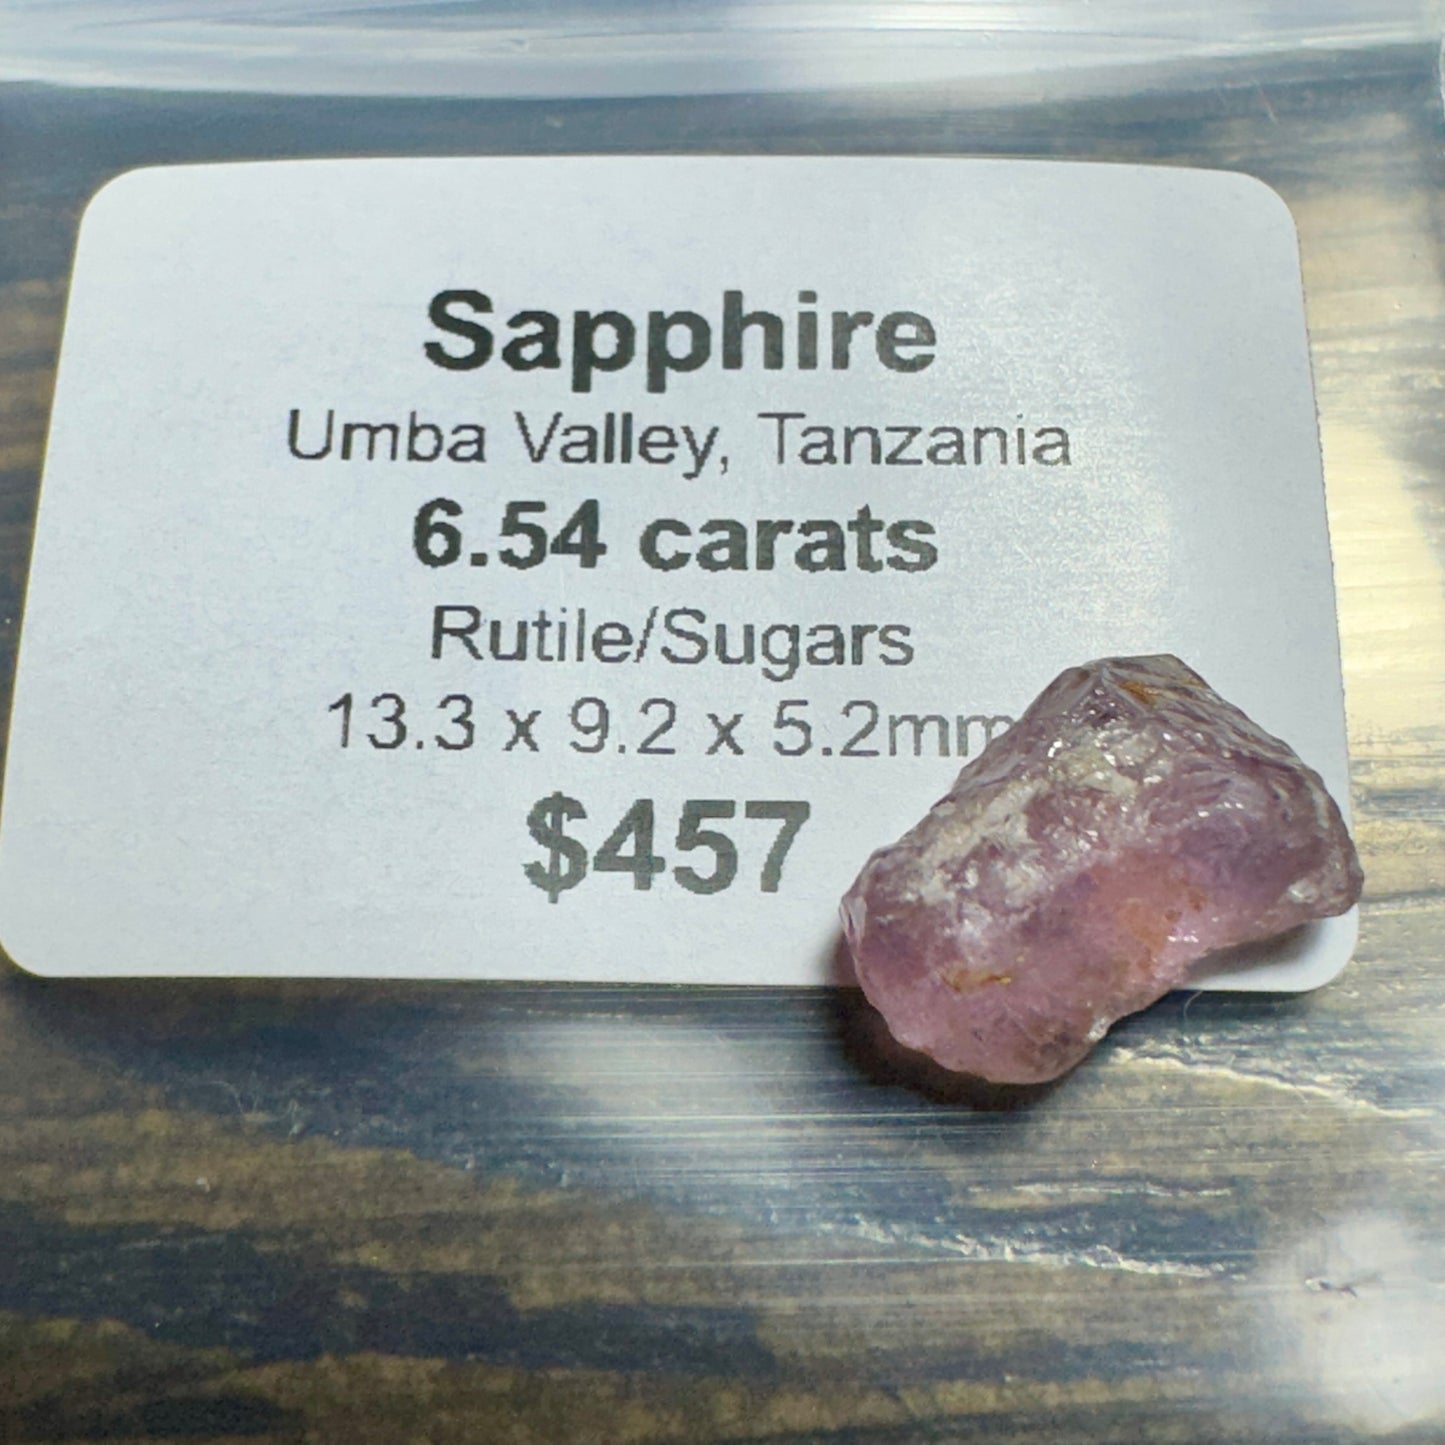 Sapphire
Umba Valley, Tanzania
6.54 carats
Rutile/Sugars
13.3 x 9.2 x 5.2mm
$457